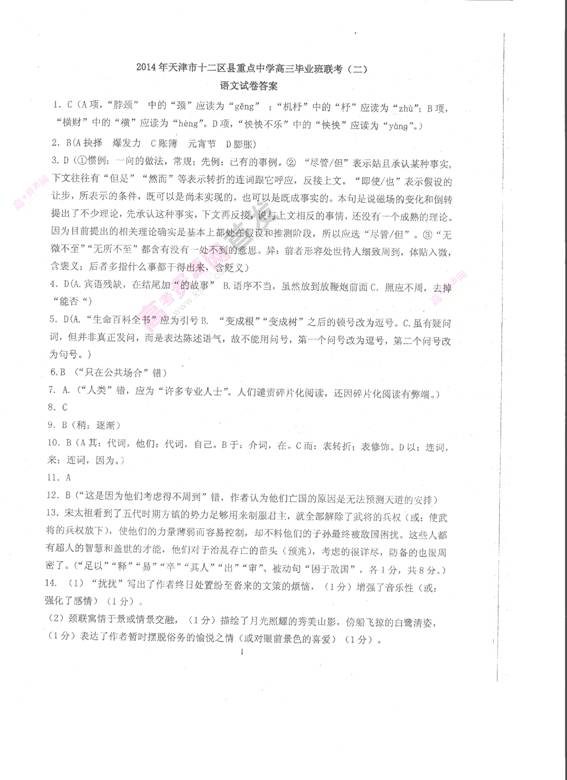 2014年天津市十二区县重点中学高三毕业班联考（二）
语文试卷答案
1．C（A项，“脖颈” 中的“颈”应读为“gěng” ；“机杼”中的“杼”应读为“zhù”；B项，
“横财”中的“横”应读为“hèng”。D项，“怏怏不乐”中的“怏怏”应读为“yàng”。）
2．B(A抉择 爆发力 C账簿 元宵节 D膨胀)
3．D（①惯例：一向的做法，常规；先例：已有的事例。② “尽管/但”表示姑且承认某种事实，
下文往往有“但是” “然而”等表示转折的连词跟它呼应，反接上文。“即使/也”表示假设的
让步，所表示的条件，既可以是尚未实现的，也可以是既成事实的。本句是说磁场的变化和倒转
提出了不少理论，先承认这种事实，下文再反接，说与上文相反的事情，还没有一个成熟的理论。
因为目前提出的相关理论确实是基本上都处在假设和推测阶段，所以应选“尽管/但”。③“无
微不至”“无所不至”都含有没有一处不到的意思。异：前者形容处世待人细致周到，体贴入微，
含褒义；后者多指什么事都干得出来，含贬义）
4．D(A.宾语残缺，在结尾加“的故事” B.语序不当，虽然放到放鞭炮前面 C.照应不周，去掉
“能否“)
5．D(A.“生命百科全书”应为引号B. “变成根”“变成树”之后的顿号改为逗号。C.虽有疑问
词，但并非真正发问，而是表达陈述语气，故不能用问号，第一个问号改为逗号，第二个问号改
为句号。)
6.B （“只在公共场合”错）
7．A.（“人类”错，应为“许多专业人士”。人们谴责碎片化阅读，还因碎片化阅读有弊端。）
8．C
9．B（稍：逐渐）
10．B（A其：代词，他们；代词，自己。B于：介词，在。C而：表转折；表修饰。D以：连词，
来；连词，因为。）
11．A
12．B（“这是因为他们考虑得不周到”错，作者认为他们亡国的原因是无法预测天道的安排）
13．宋太祖看到了五代时期方镇的势力足够用来制服君主，就全部解除了武将的兵权（或：使武
将的兵权放下），使他们的力量薄弱而容易控制，却不料他们的子孙最终被敌国困扰。这些人都
有超人的智慧和盖世的才能，他们对于治乱存亡的苗头（预兆），考虑的很详尽，防备的也很周
密了。（“足以”“释”“易”“卒”“其人”“出”“审”、被动句“困于敌国”，各1分，共8分。）
14．（1）“扰扰”写出了作者终日处置纷至沓来的文策的烦恼，（1分）增强了音乐性（或：
强化了感情）（1分）。
（2）颈联寓情于景或情景交融，（1分）描绘了月光照耀的秀美山影，傍船飞掠的白鹭清姿，
（1分）表达了作者暂时摆脱俗务的愉悦之情（或对眼前景色的喜爱）（1分）。
1